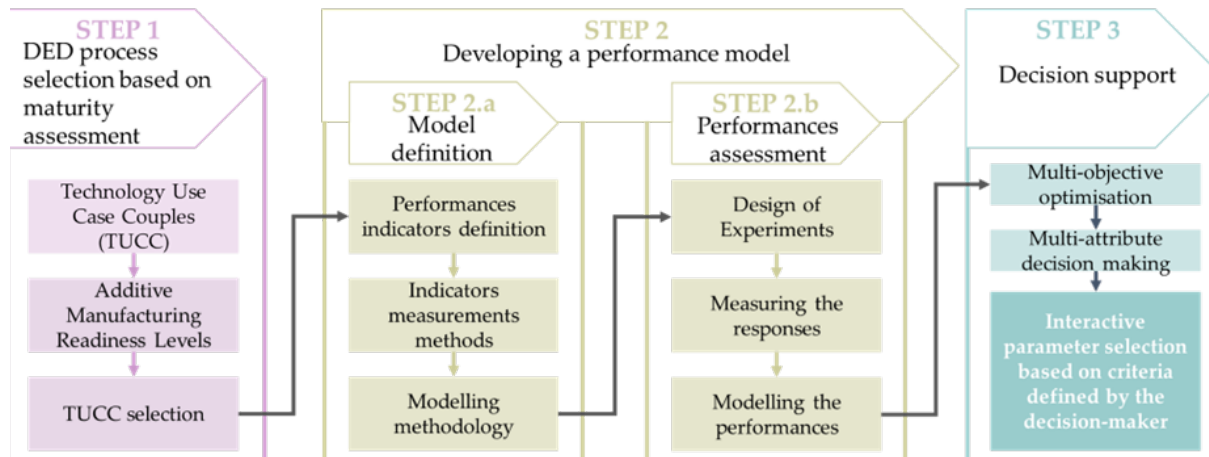 STEP 1
DED process
selection based on
maturity
assessment
Technology Use
Case Couples
(TUCC)
Additive
Manufacturing
Readiness Levels
TUCC selection
STEP 2
Developing a performance model
STEP 2.a
Model
definition
Performances
indicators definition
Indicators
measurements
methods
Modelling
methodology
STEP 2.b
Performances
assessment
Design of
Experiments
Measuring the
responses
Modelling the
performances
STEP 3
Decision support
Multi-objective
optimisation
Multi-attribute
decision making
Interactive
parameter selection
based on criteria
defined by the
decision-maker